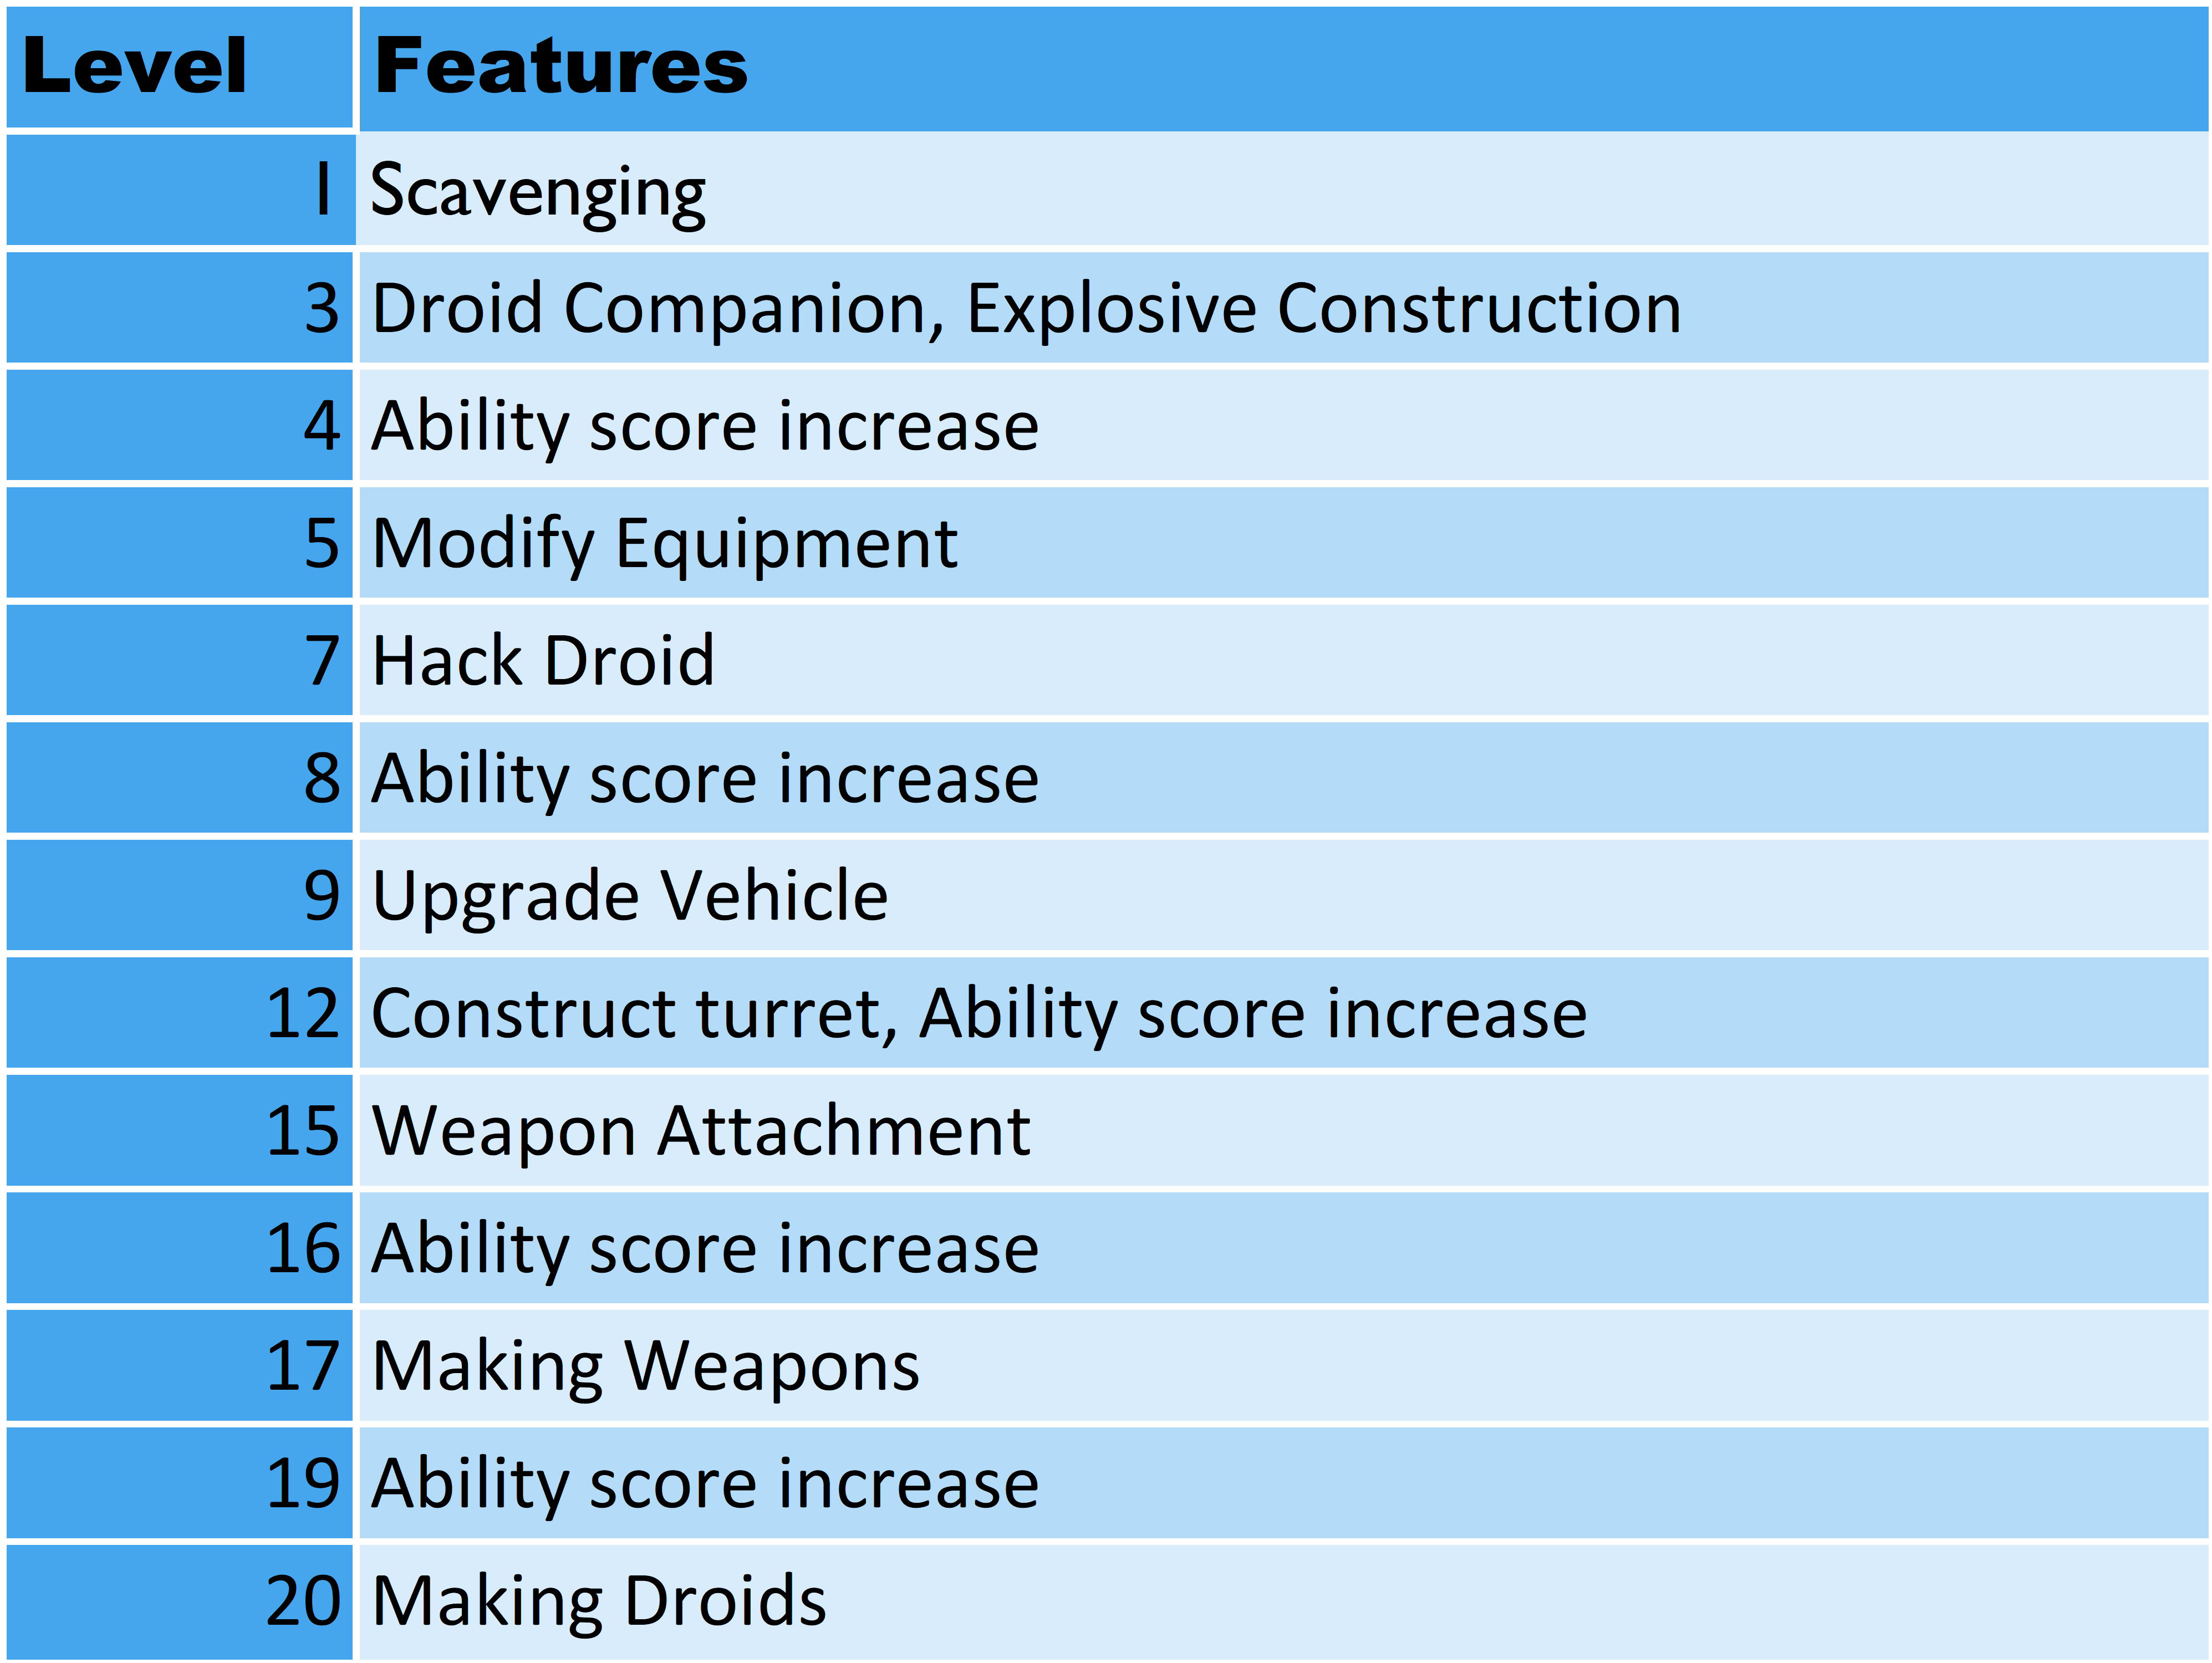 Level Features
1 Scavenging
3 Droid Companion, Explosive Construction
4 Ability score increase
5 Modify Equipment
7 Hack Droid
8 Ability score increase
9 Upgrade Vehicle
12 Construct turret, Ability score increase
15 Weapon Attachment
16 Ability score increase
17 Making Weapons
19 Ability score increase
20 Making Droids